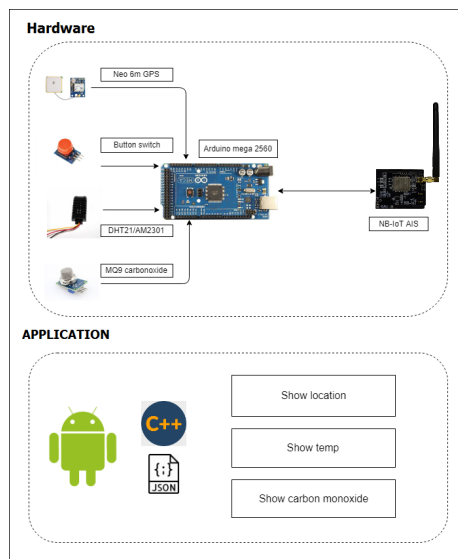 Hardware
Neo 6m GPS
Button switch
Arduino mega 2560
DHT21/AM2301
NB-IoT AIS
MQ9 carbonoxide
APPLICATION
Show location
C++
Show temp
{;}
JSON
Show carbon monoxide